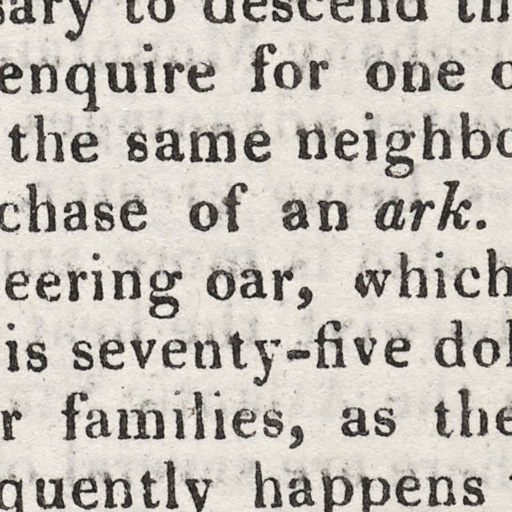 sary to descend th
enquire for one o
the same neighbo
chase of an ark.
eering oar, which
is seventy-five dol
r families, as the
quently happens